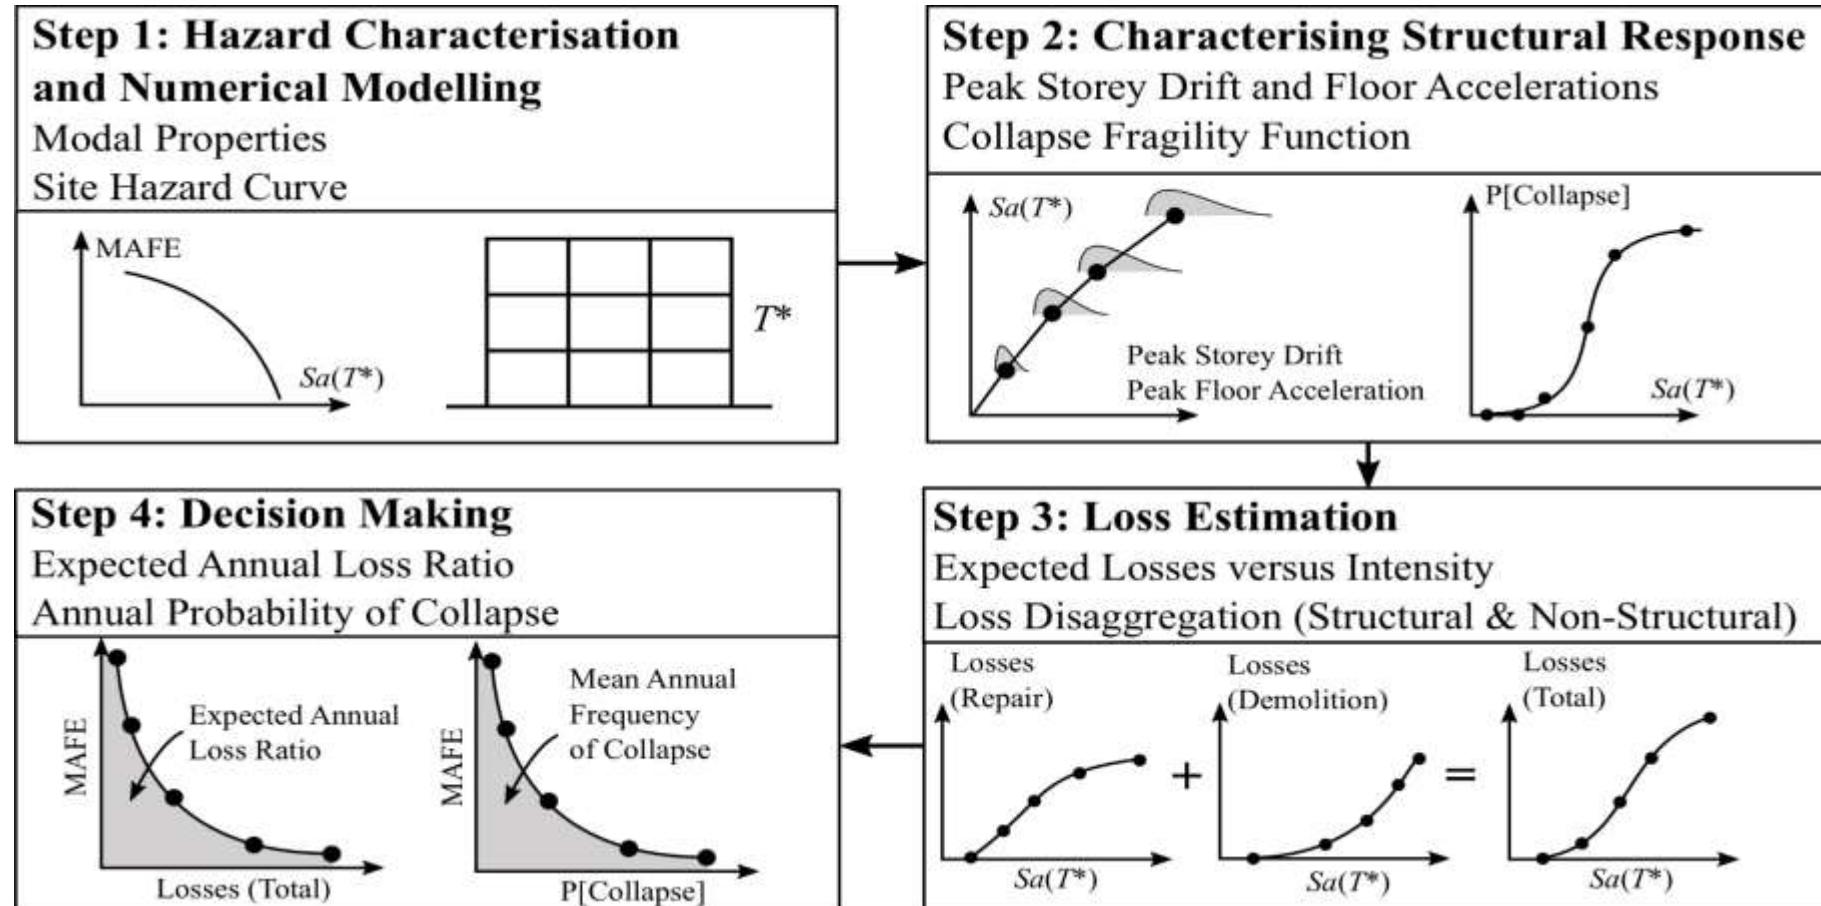 Step 1: Hazard Characterisation
and Numerical Modelling
Modal Properties
Site Hazard Curve
MAFE
Sa(T*)
T*
Step 2: Characterising Structural Response
Peak Storey Drift and Floor Accelerations
Collapse Fragility Function
Sa(T*)
Peak Storey Drift
Peak Floor Acceleration
P[Collapse]
Sa(T*)
Step 3: Loss Estimation
Expected Losses versus Intensity
Loss Disaggregation (Structural & Non-Structural)
Losses
(Repair)
Sa(T*)
+
Losses
(Demolition)
Sa(T*)
=
Losses
(Total)
Sa(T*)
Step 4: Decision Making
Expected Annual Loss Ratio
Annual Probability of Collapse
MAFE
Expected Annual
Loss Ratio
Losses (Total)
MAFE
Mean Annual
Frequency
of Collapse
P[Collapse]